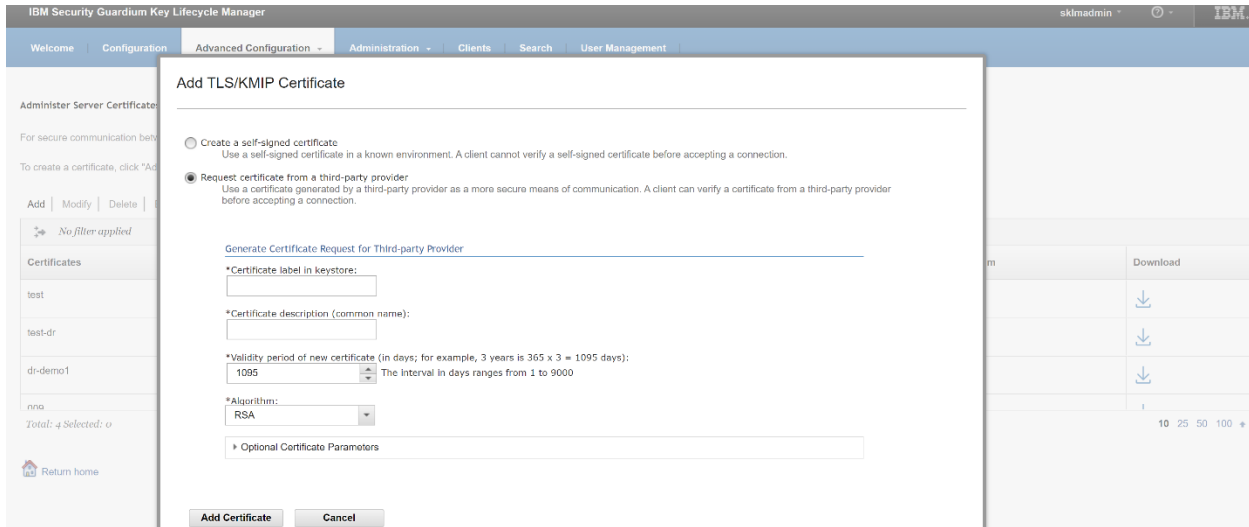 IBM Security Guardium Key Lifecycle Manager
sklmadmin
IBM.
Welcome Configuration Advanced Configuration Administration Clients Search User Management
Add TLS/KMIP Certificate
Administer Server Certificates
For secure communication
To create a certificate, click "Ad
Create a self-signed certificate
Use a self-signed certificate in a known environment. A client cannot verify a self-signed certificate before accepting a connection.
Request certificate from a third-party provider
Use a certificate generated by a third-party provider as a more secure means of communication. A client can verify a certificate from a third-party provider
before accepting a connection.
Add Modify Delete
No filter applied
Generate Certificate Request for Third-party Provider
Certificates
m
Download
*Certificate label in keystore:
test
*Certificate description (common name):
test-dr
*Validity period of new certificate (in days; for example, 3 years is 365 x 3 = 1095 days):
1095 The interval in days ranges from 1 to 9000
dr-demo1
*Algorithm:
RSA
Total: 4 Selected: 0
10 25 50 100
Optional Certificate Parameters
Return home
Add Certificate Cancel